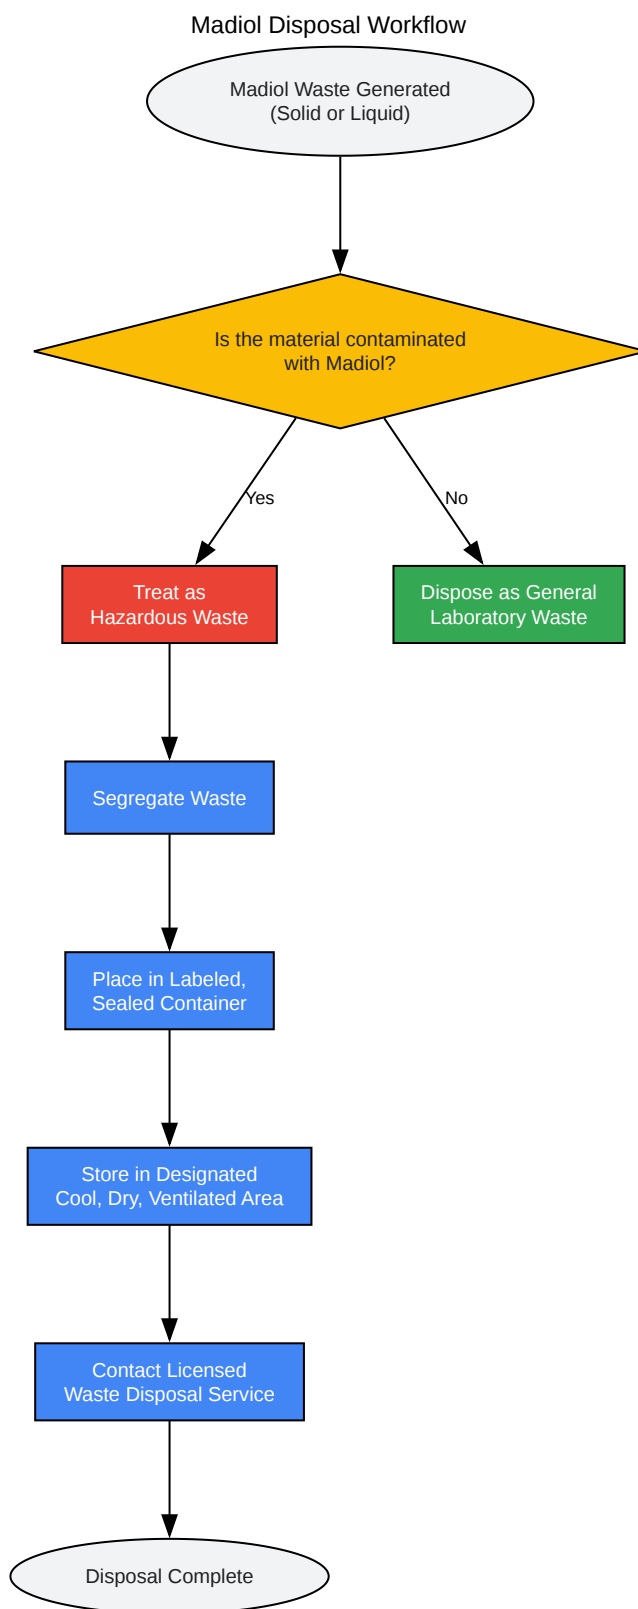 Madiol Disposal Workflow
Madiol Waste Generated
(Solid or Liquid)
Is the material contaminated
with Madiol?
Yes
No
Treat as
Hazardous Waste
Dispose as General
Laboratory Waste
Segregate Waste
Place in Labeled,
Sealed Container
Store in Designated
Cool, Dry, Ventilated Area
Contact Licensed
Waste Disposal Service
Disposal Complete